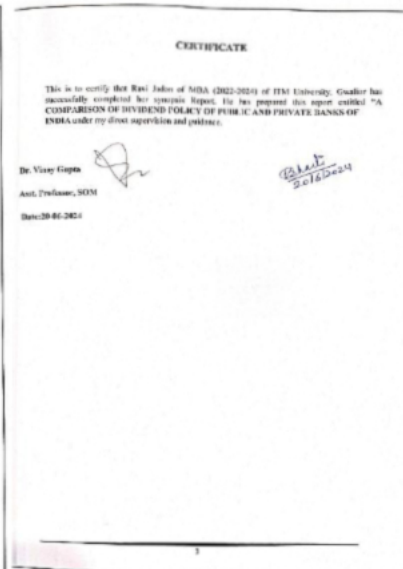 CERTIFICATE
This is to certify that Ravi Jadon of MBA (2022-2024) of ITM University, Gwalior has
successfully completed her synopsis Report. He has prepared this report entitled "A
COMPARISON OF DIVIDEND POLICY OF PUBLIC AND PRIVATE BANKS OF
INDIA under my direct supervision and guidence.
Dr. Vinay Gupta
Asst. Professor, SOM
Date:20-06-2024
Bharti
20/6/2024